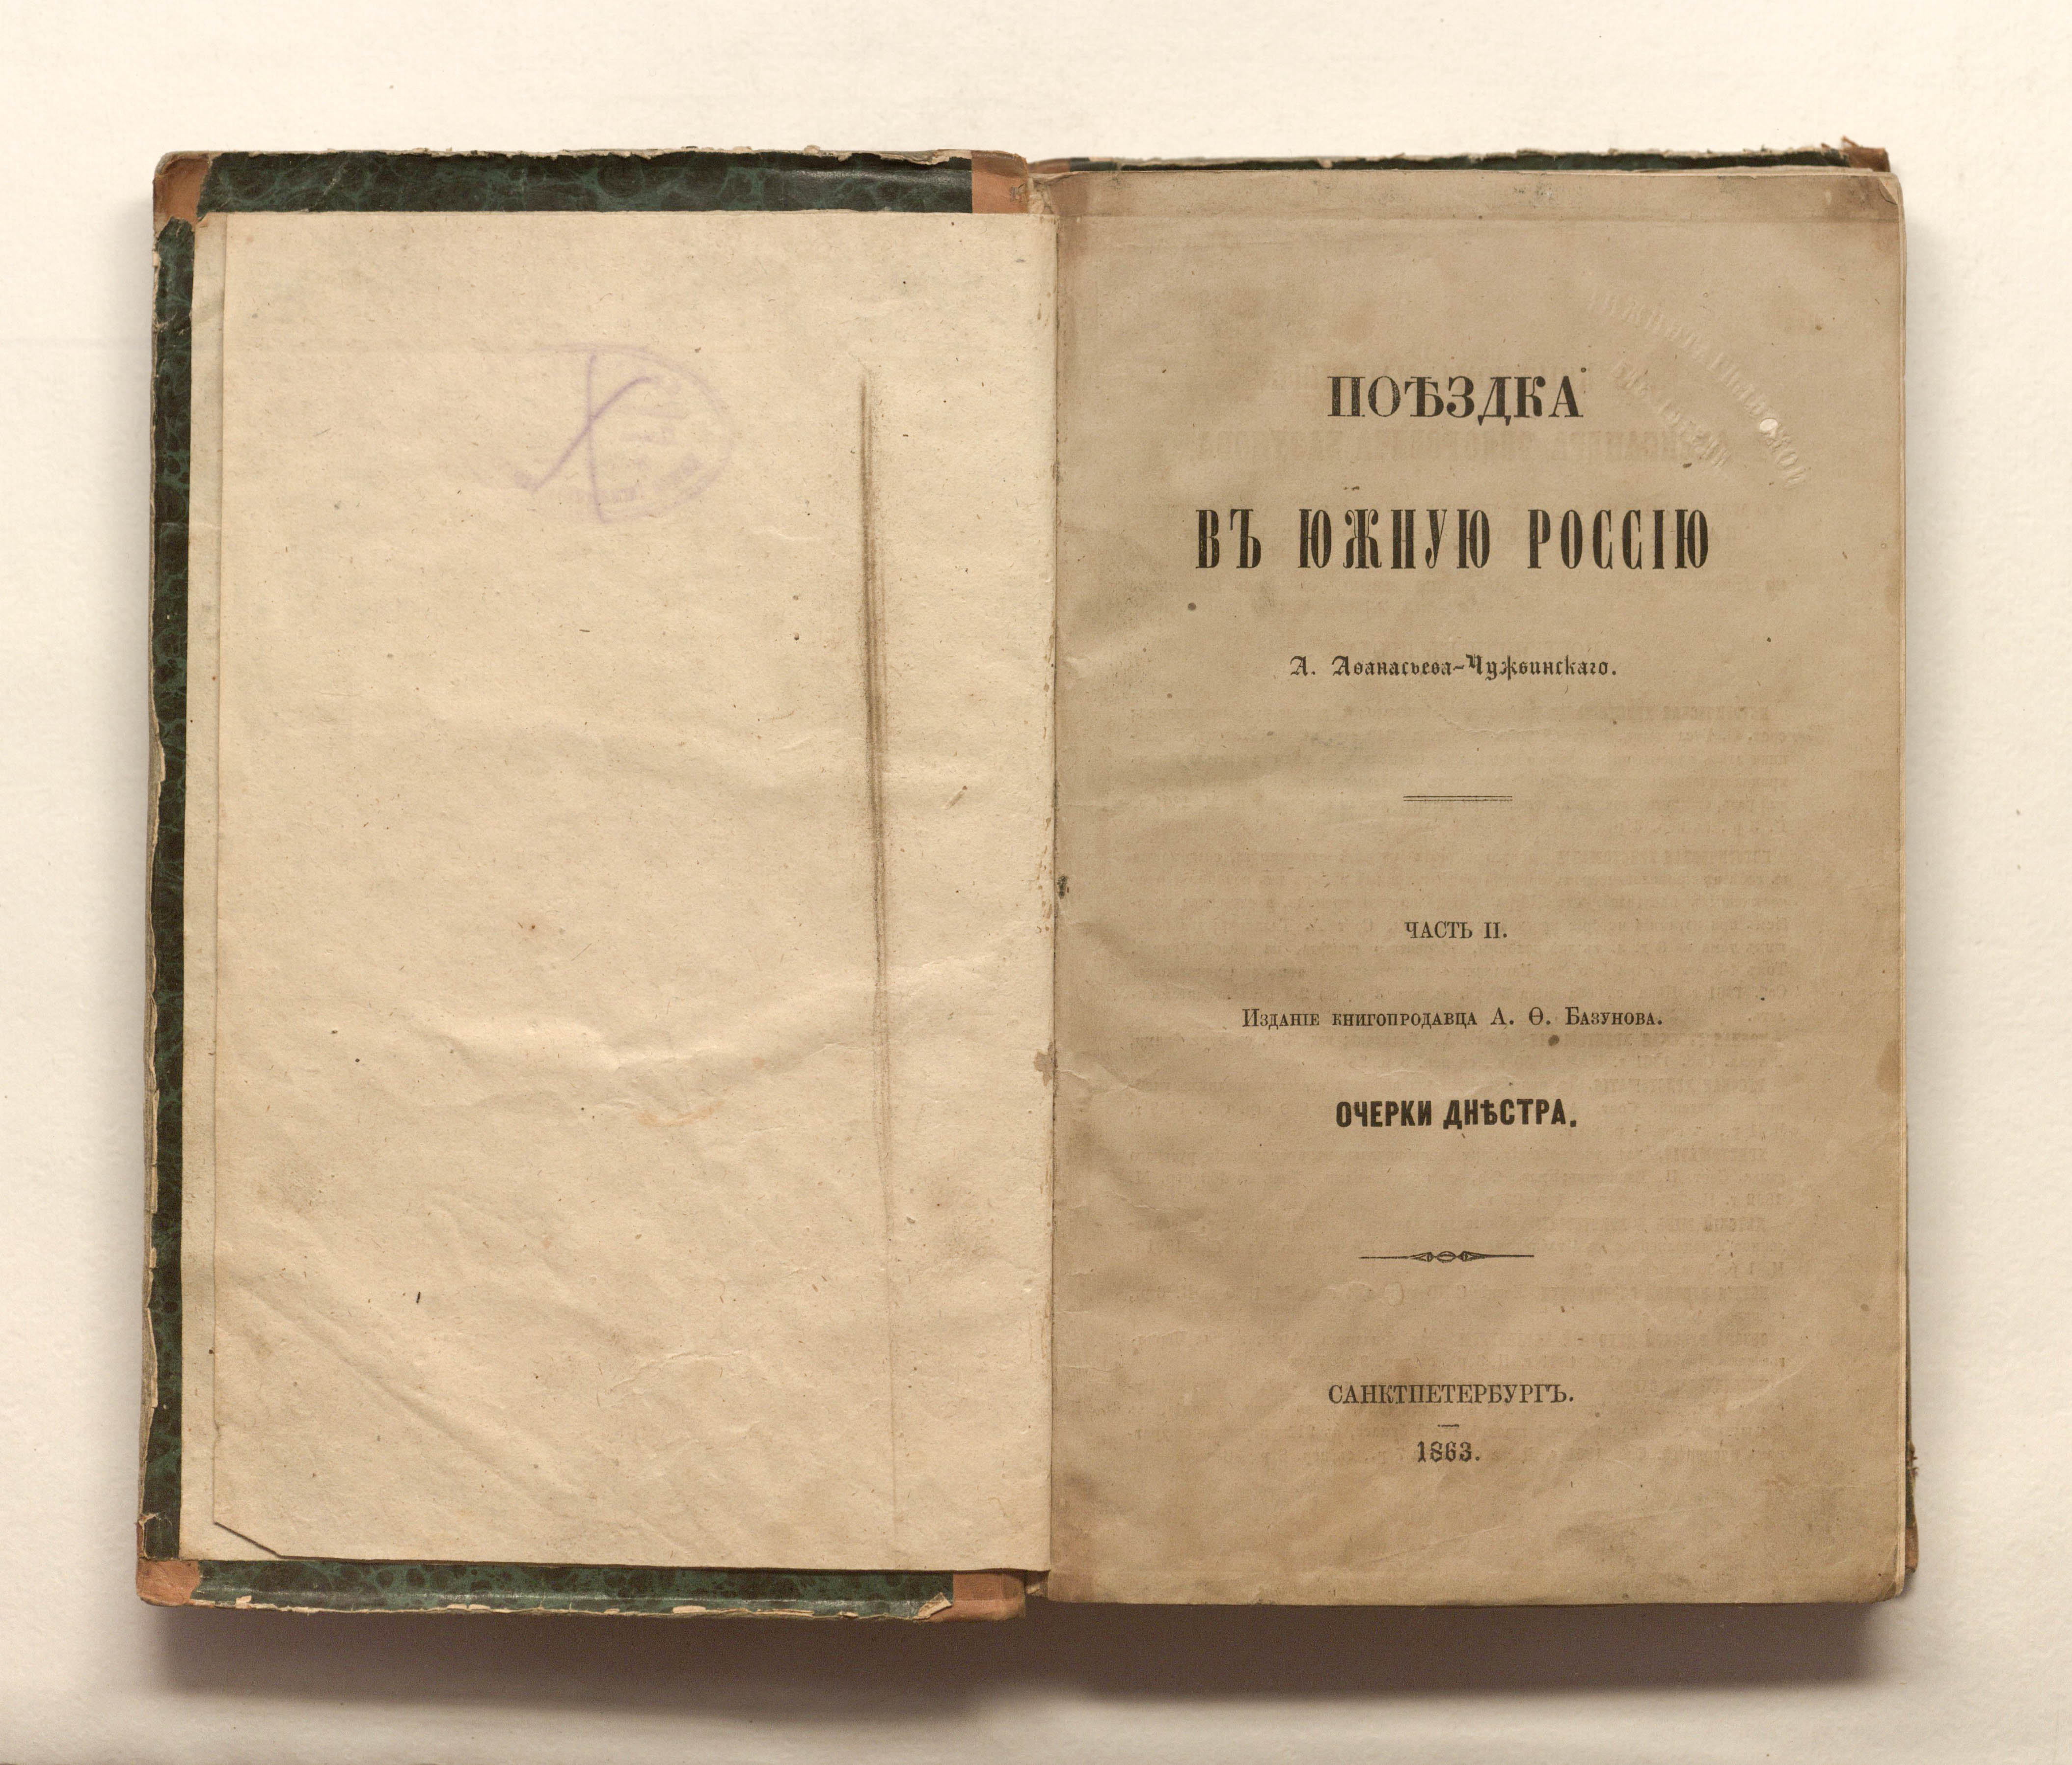 ПОѢЗДКА
ВЪ ЮЖНУЮ РОССІЮ
А. Аѳанасьева-Чужбинскаго.
ЧАСТЬ II.
Изданіе книгопродавца А. Ѳ. Базунова.
ОЧЕРКИ ДНѢСТРА.
САНКТПЕТЕРБУРГЪ.
1863.